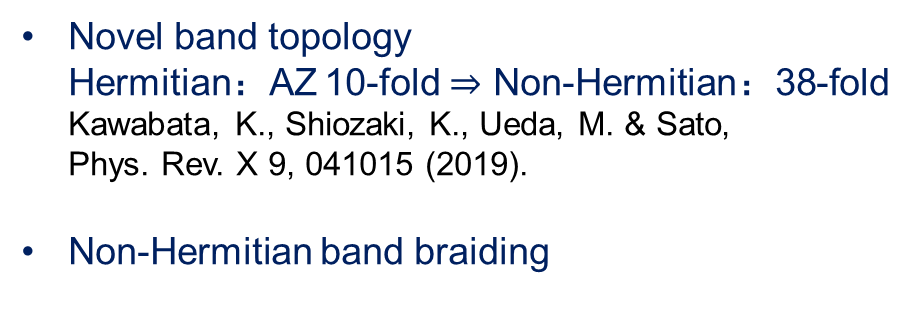 • Novel band topology
Hermitian：AZ 10-fold ⇒ Non-Hermitian：38-fold
Kawabata, K., Shiozaki, K., Ueda, M. & Sato,
Phys. Rev. X 9, 041015 (2019).
• Non-Hermitian band braiding